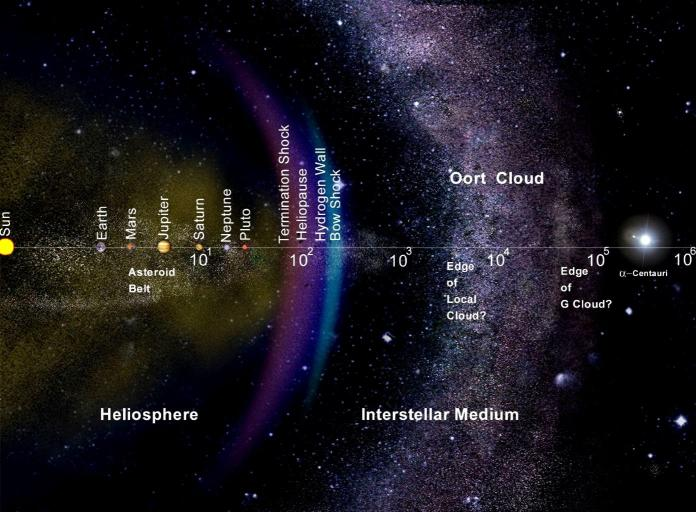 Sun
Earth
Mars
Jupiter
Saturn
Neptune
Pluto
Termination Shock
Heliopause
Hydrogen Wall
Bow Shock
Oort Cloud
10¹
10²
10³
10⁴
10⁵
10⁶
Asteroid
Belt
Edge
of
Local
Cloud?
Edge
of
G Cloud?
α-Centauri
Heliosphere
Interstellar Medium